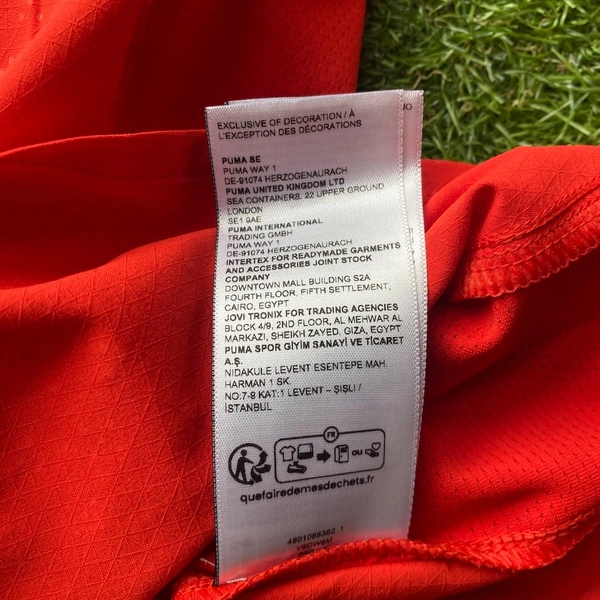 EXCLUSIVE OF DECORATION / À
L'EXCEPTION DES DÉCORATIONS
PUMA SE
PUMA WAY 1
DE-91074 HERZOGENAURACH
PUMA UNITED KINGDOM LTD
SEA CONTAINERS, 22 UPPER GROUND
LONDON
SE1 9AE
PUMA INTERNATIONAL
TRADING GMBH
PUMA WAY 1
DE-91074 HERZOGENAURACH
INTERTEX FOR READYMADE GARMENTS
AND ACCESSORIES JOINT STOCK
COMPANY
DOWNTOWN MALL BUILDING S2A
FOURTH FLOOR, FIFTH SETTLEMENT,
CAIRO, EGYPT
JOVI TRONIX FOR TRADING AGENCIES
BLOCK 4/9, 2ND FLOOR, AL MEHWAR AL
MARKAZI, SHEIKH ZAYED, GIZA, EGYPT
PUMA SPOR GİYİM SANAYİ VE TİCARET
A.Ş.
NIDAKULE LEVENT ESENTEPE MAH.
HARMAN 1 SK.
NO:7-9 KAT:1 LEVENT – ŞIŞLI /
İSTANBUL
FR
OU
quefairedemesdechets.fr